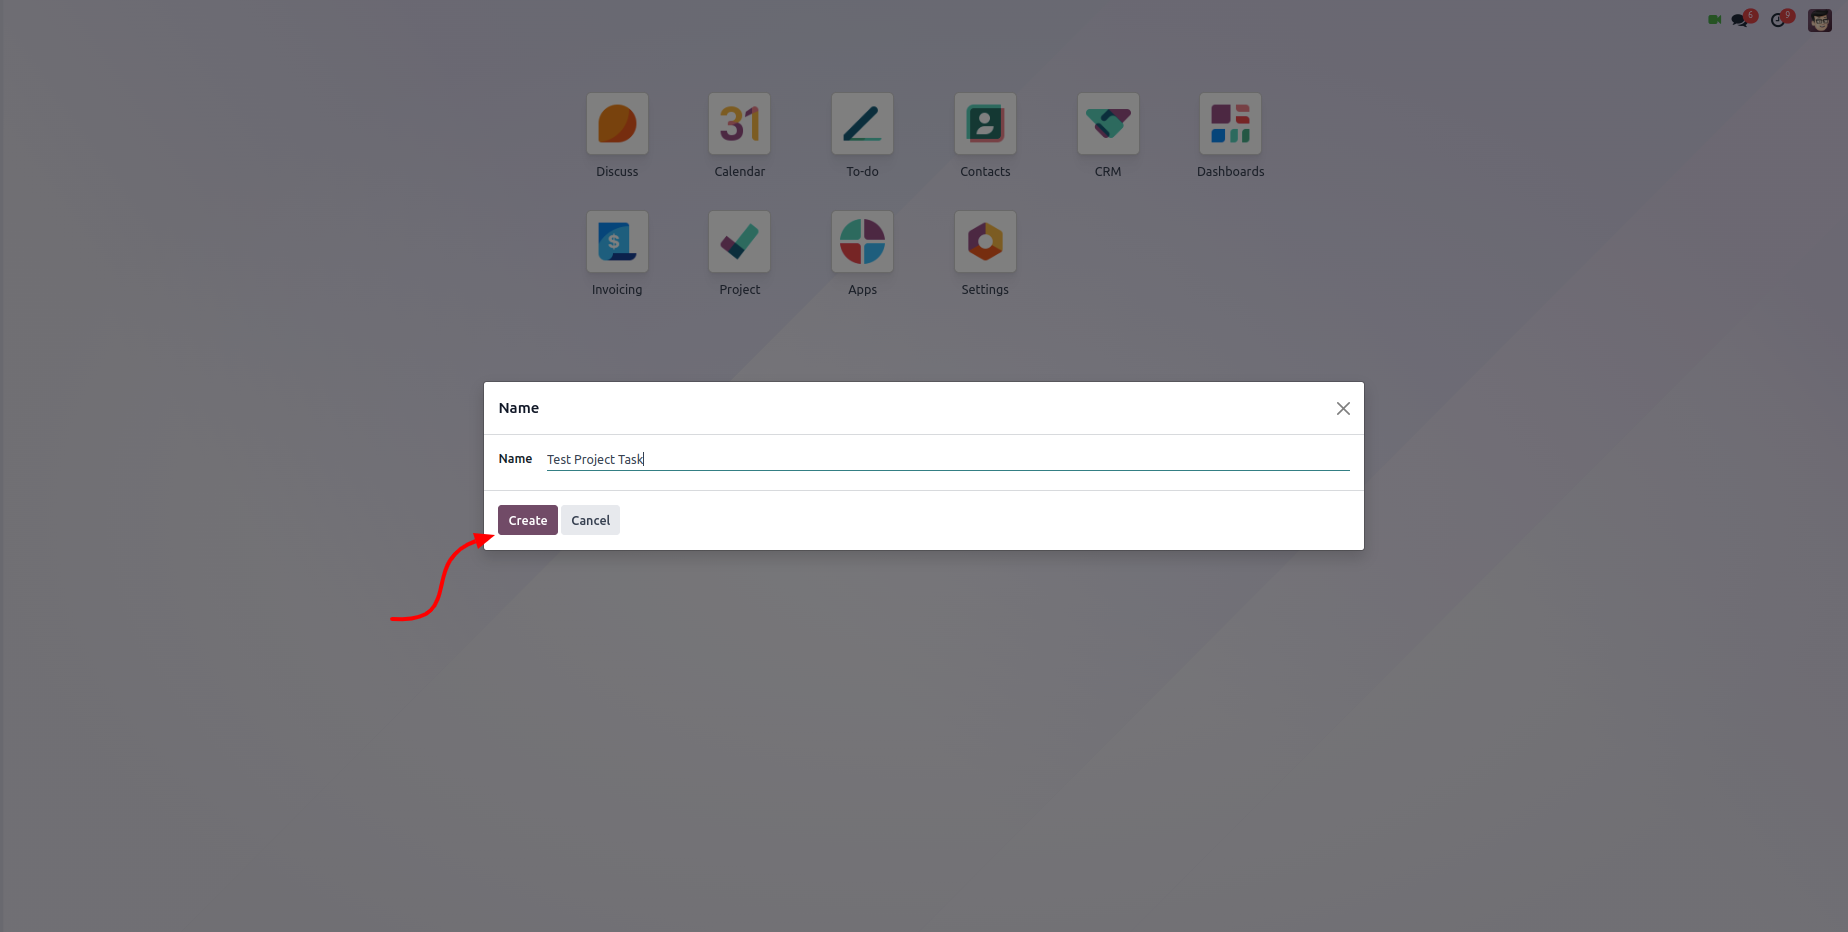 6
9
31
Discuss
Calendar
To-do
Contacts
CRM
Dashboards
$
Invoicing
Project
Apps
Settings
Name
Name Test Project Task
Create Cancel